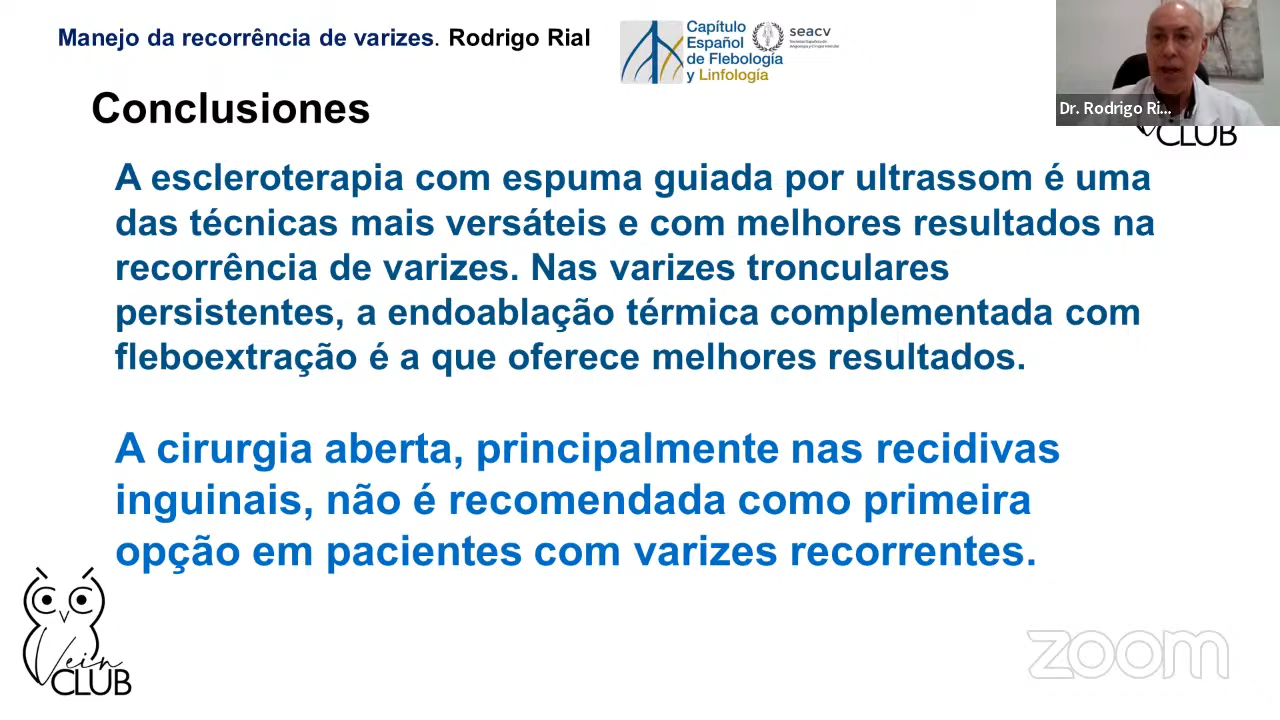 Manejo da recorrência de varizes. Rodrigo Rial
Capítulo
Español
de Flebología
y Linfología
seacv
Dr. Rodrigo Ri...
CLUB
Conclusiones
A escleroterapia com espuma guiada por ultrassom é uma
das técnicas mais versáteis e com melhores resultados na
recorrência de varizes. Nas varizes tronculares
persistentes, a endoablação térmica complementada com
fleboextração é a que oferece melhores resultados.
A cirurgia aberta, principalmente nas recidivas
inguinais, não é recomendada como primeira
opção em pacientes com varizes recorrentes.
Vein
CLUB
zoom